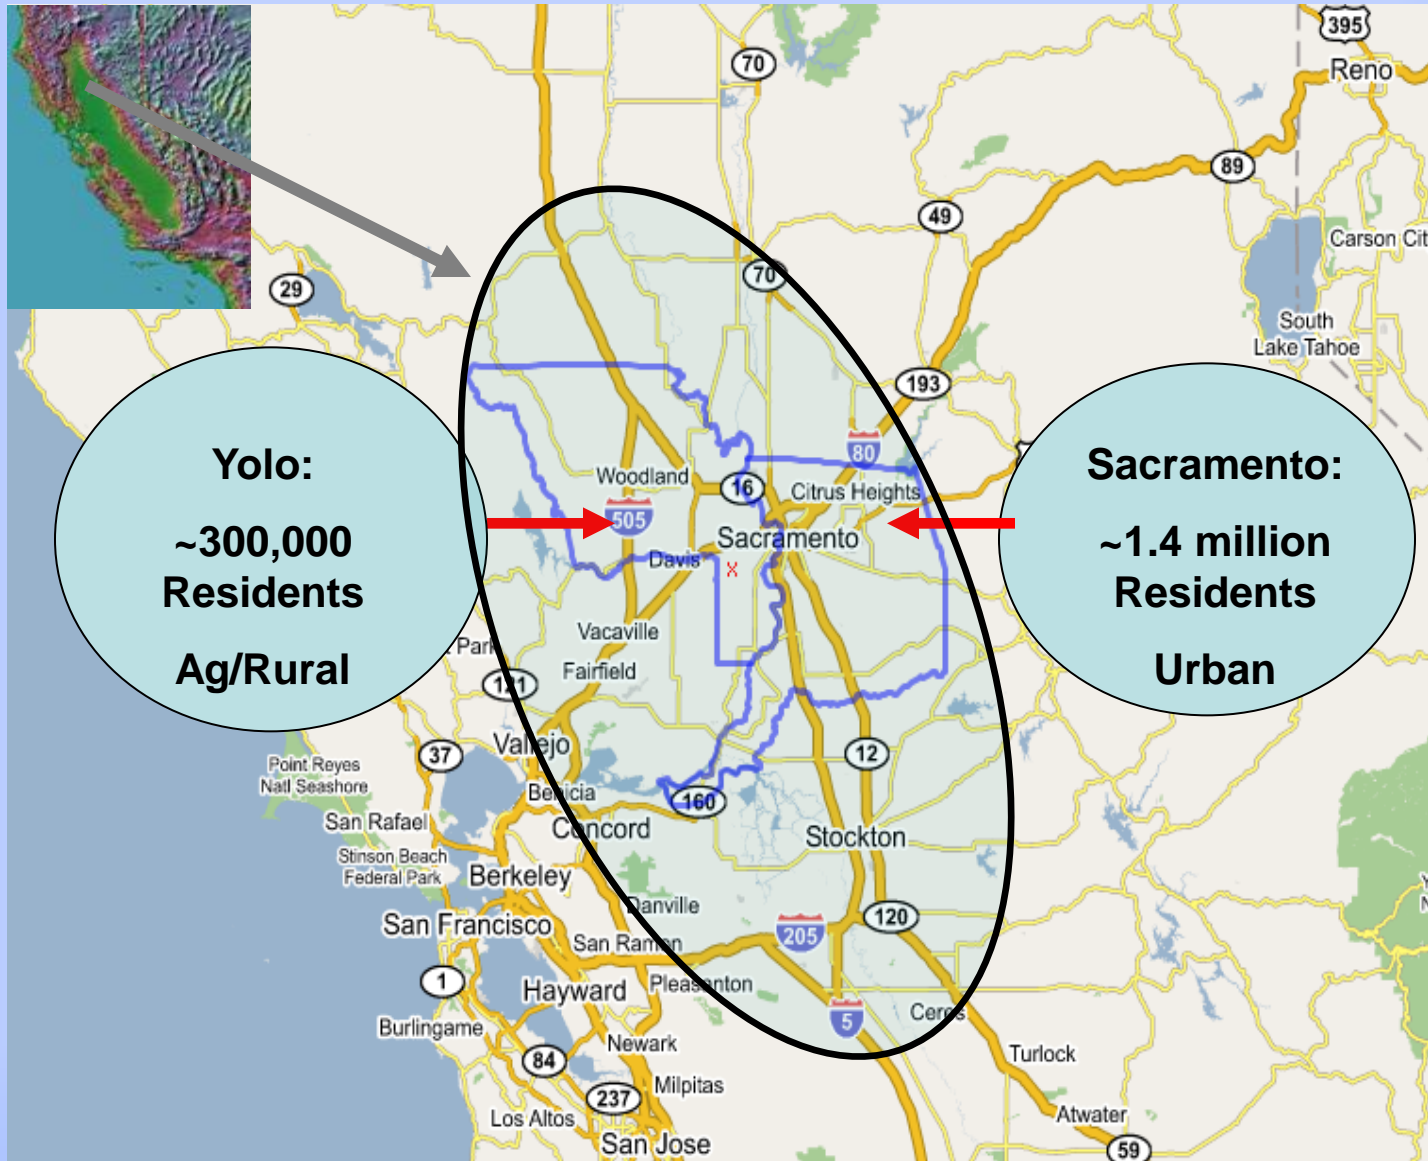 395
Reno
70
89
49
Carson Cit
70
29
South
Lake Tahoe
193
80
Yolo:
~300,000
Residents
Ag/Rural
Sacramento:
~1.4 million
Residents
Urban
Woodland
16
Citrus Heights
505
Sacramento
Davis
X
Vacaville
Park
Fairfield
121
Vallejo
37
12
Point Reyes
Natl Seashore
Benicia
160
San Rafael
Concord
Stockton
Stinson Beach
Federal Park
Berkeley
Danville
120
San Francisco
205
San Ramon
1
Hayward
Pleasanton
5
Ceres
Burlingame
Newark
Turlock
84
Milpitas
237
Los Altos
Atwater
San Jose
59